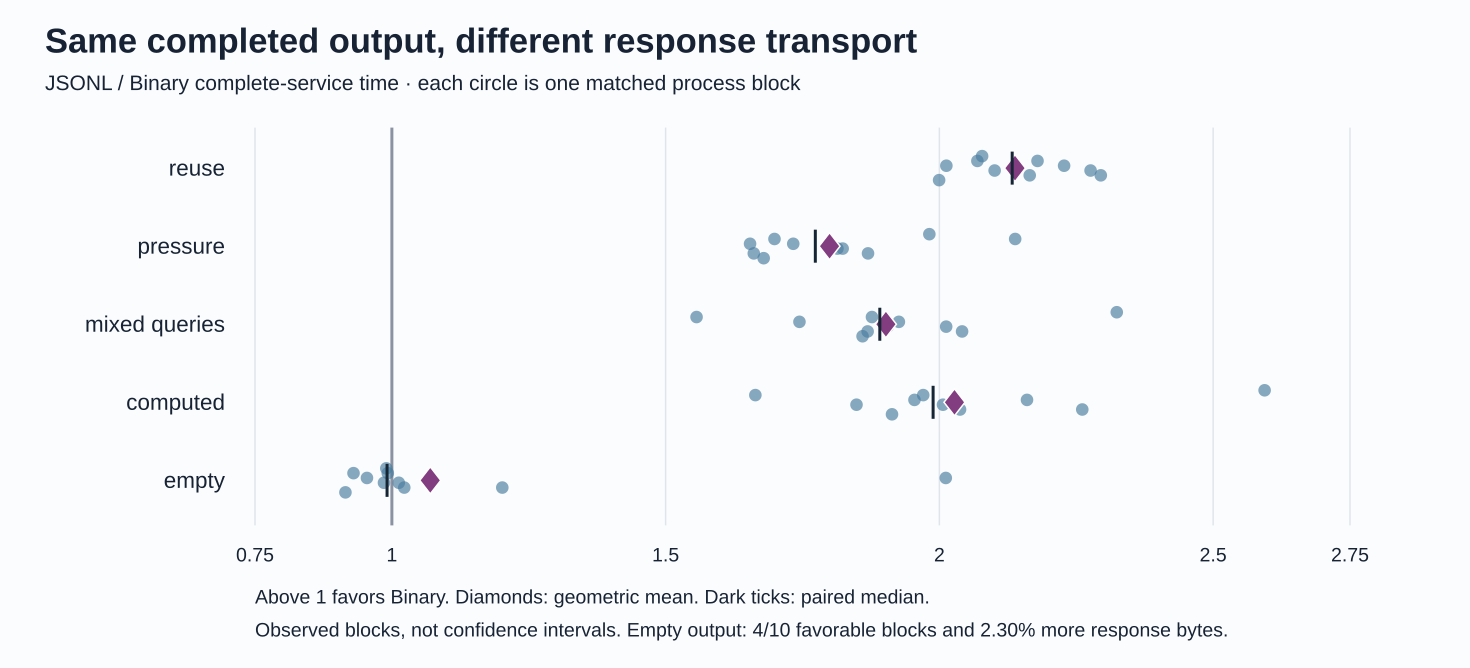 Same completed output, different response transport
JSONL / Binary complete-service time · each circle is one matched process block
reuse
pressure
mixed queries
computed
empty
0.75 1 1.5 2 2.5 2.75
Above 1 favors Binary. Diamonds: geometric mean. Dark ticks: paired median.
Observed blocks, not confidence intervals. Empty output: 4/10 favorable blocks and 2.30% more response bytes.